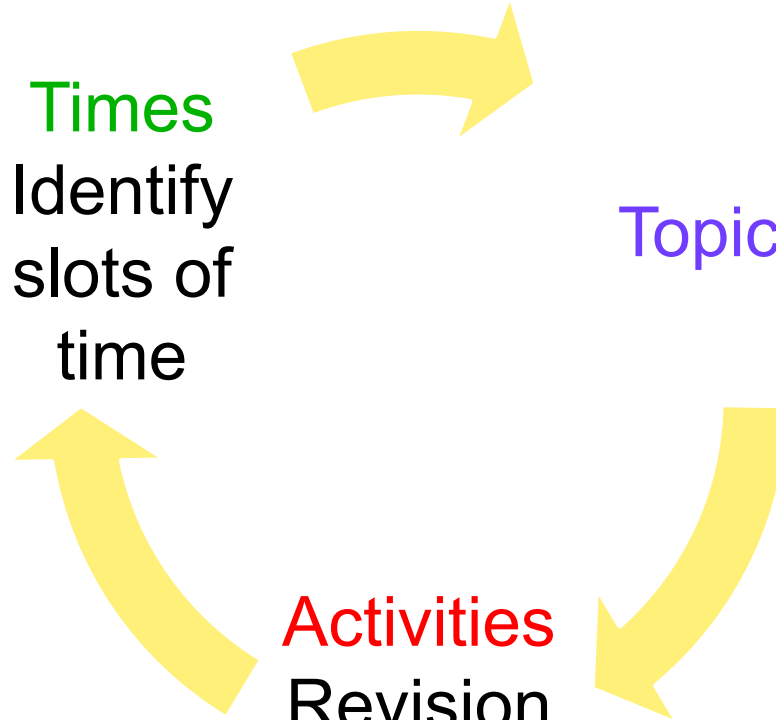 Times
Identify
slots of
time
Topic
Activities
Revision